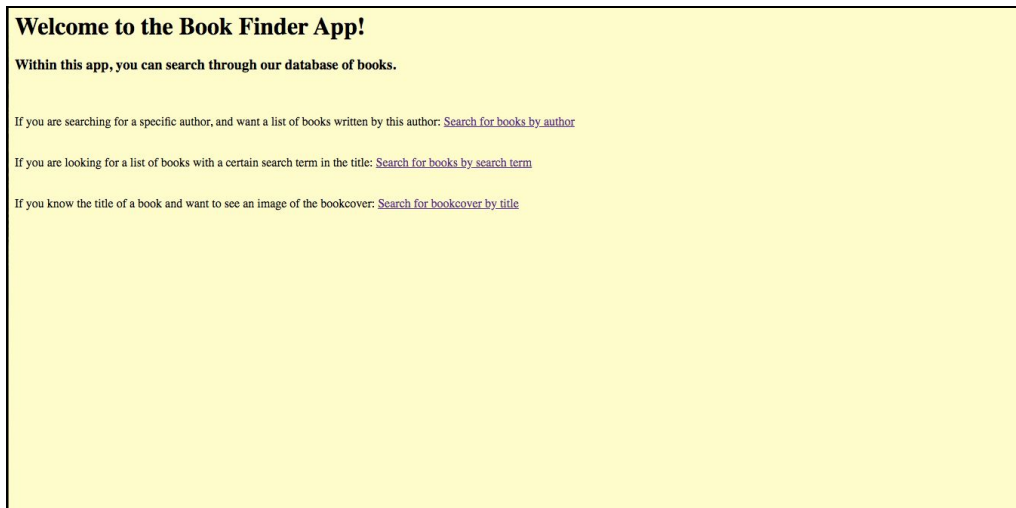 Welcome to the Book Finder App!
Within this app, you can search through our database of books.
If you are searching for a specific author, and want a list of books written by this author: Search for books by author
If you are looking for a list of books with a certain search term in the title: Search for books by search term
If you know the title of a book and want to see an image of the bookcover: Search for bookcover by title